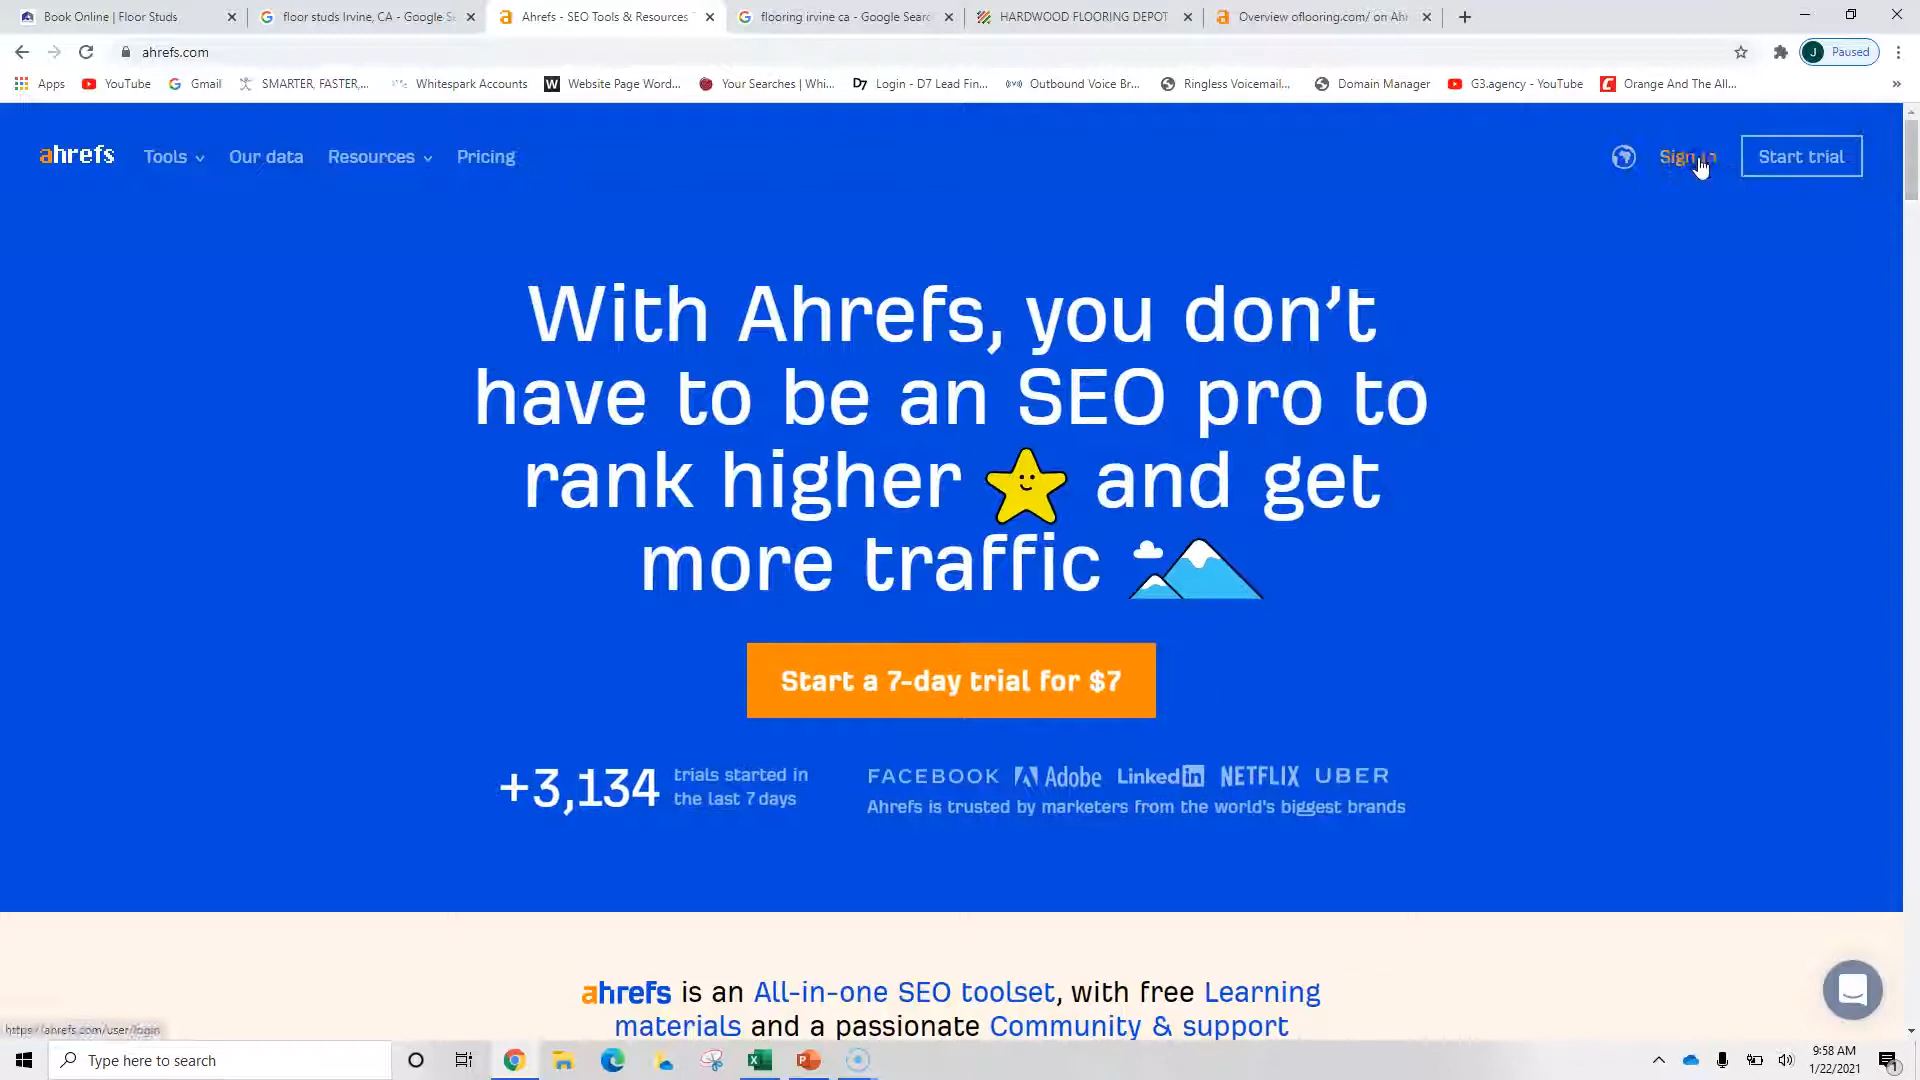 Book Online | Floor Studs
floor studs Irvine, CA - Google S
Ahrefs - SEO Tools & Resources
flooring irvine ca - Google Sear
HARDWOOD FLOORING DEPOT
Overview oflooring.com/ on Ah
ahrefs.com
J Paused
Apps
YouTube
Gmail
SMARTER, FASTER,...
Whitespark Accounts
Website Page Word...
Your Searches | Whi...
D7 Login - D7 Lead Fin...
Outbound Voice Br...
Ringless Voicemail...
Domain Manager
G3.agency - YouTube
Orange And The All...
ahrefs
Tools
Our data
Resources
Pricing
Sign in
Start trial
With Ahrefs, you don’t
have to be an SEO pro to
rank higher and get
more traffic
Start a 7-day trial for $7
+3,134
trials started in
the last 7 days
FACEBOOK Adobe LinkedIn NETFLIX UBER
Ahrefs is trusted by marketers from the world's biggest brands
ahrefs is an All-in-one SEO toolset, with free Learning
materials and a passionate Community & support
https://ahrefs.com/user/login
Type here to search
9:58 AM
1/22/2021
1